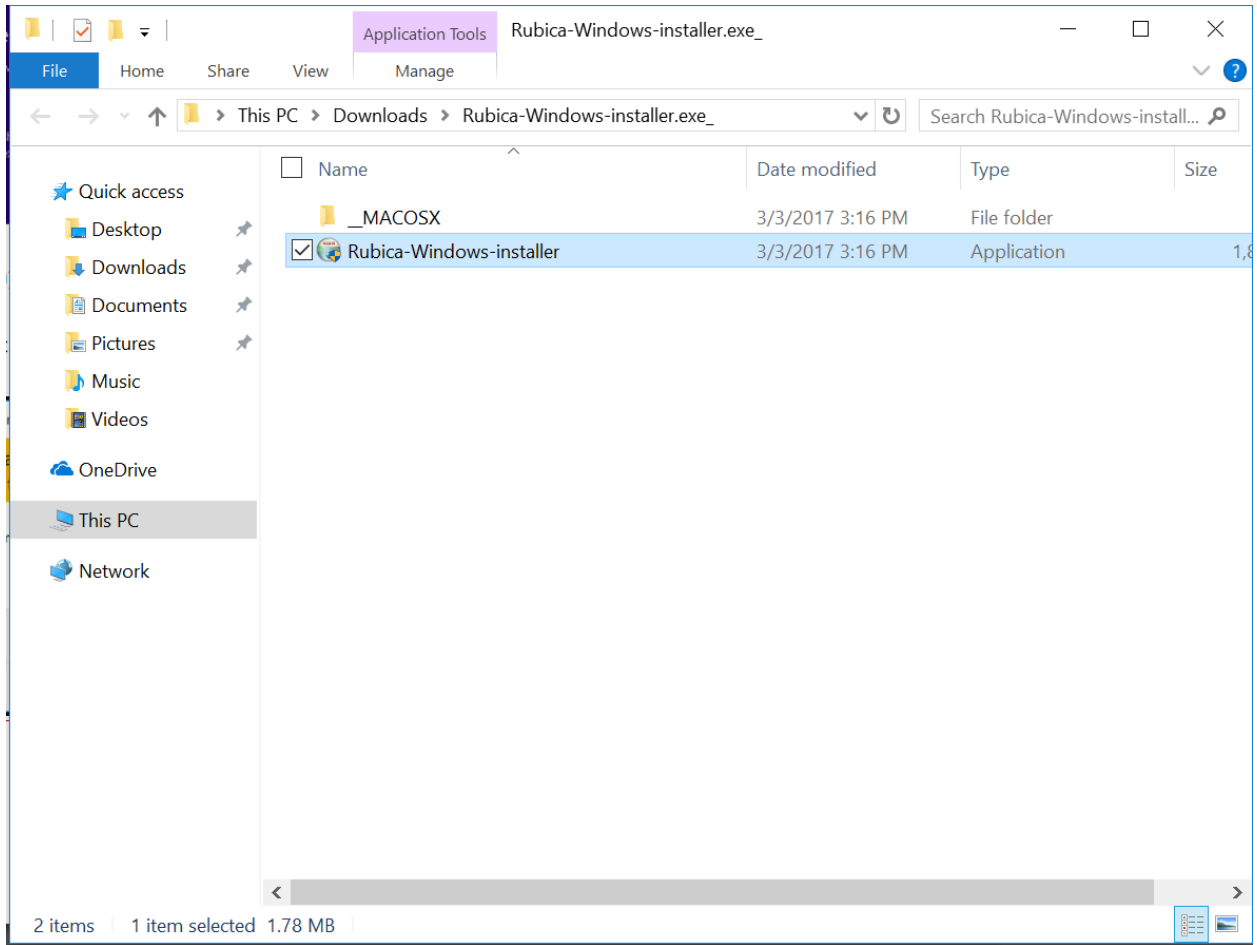 Application Tools Rubica-Windows-installer.exe_
File Home Share View Manage
This PC Downloads Rubica-Windows-installer.exe_ Search Rubica-Windows-install...
Name Date modified Type Size
Quick access
Desktop
Downloads
Documents
Pictures
Music
Videos
OneDrive
This PC
Network
__MACOSX 3/3/2017 3:16 PM File folder
Rubica-Windows-installer 3/3/2017 3:16 PM Application 1,8
2 items 1 item selected 1.78 MB